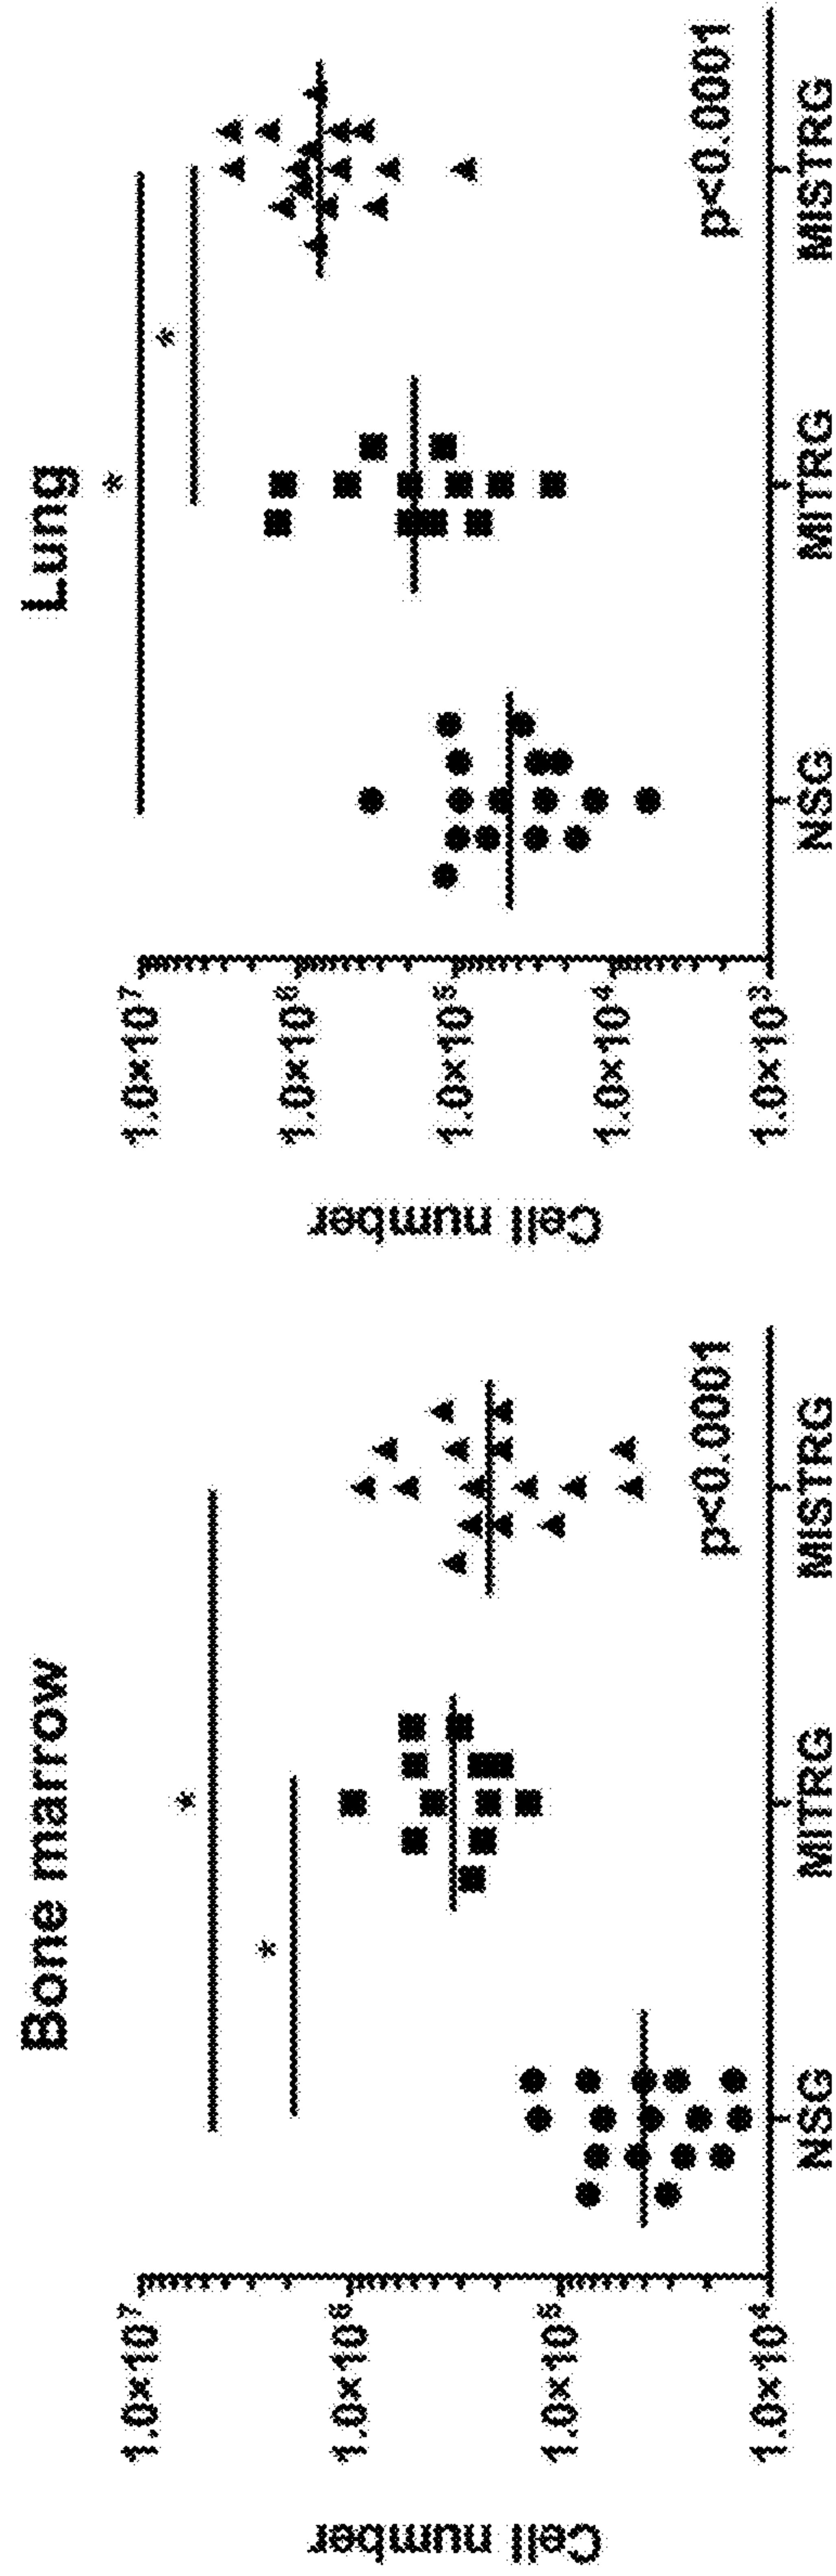 Bone marrow
Cell number
1.0×10⁷
1.0×10⁶
1.0×10⁵
1.0×10⁴
*
*
p<0.0001
NSG
MITRG
MISTRG
Lung
Cell number
1.0×10⁷
1.0×10⁶
1.0×10⁵
1.0×10⁴
1.0×10³
*
*
p<0.0001
NSG
MITRG
MISTRG